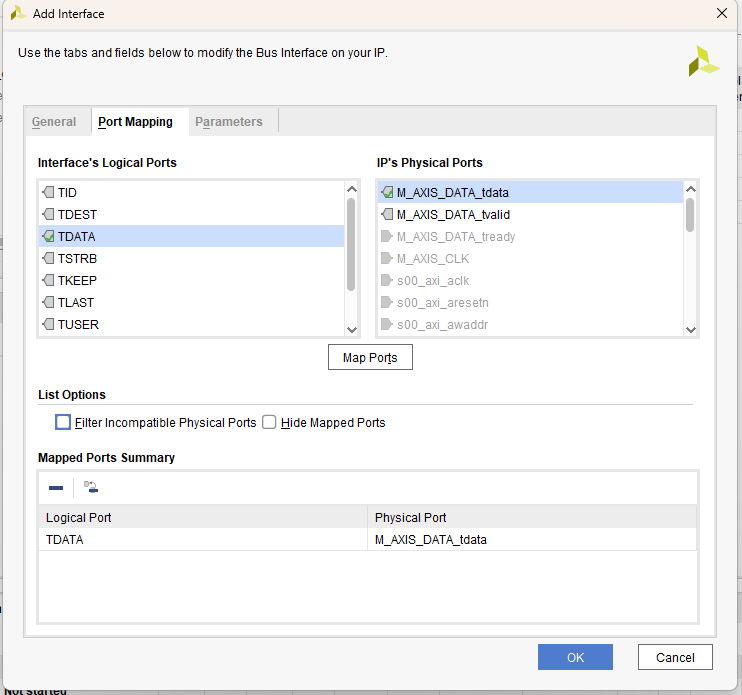 Add Interface
Use the tabs and fields below to modify the Bus Interface on your IP.
General Port Mapping Parameters
Interface's Logical Ports
TID
TDEST
TDATA
TSTRB
TKEEP
TLAST
TUSER
IP's Physical Ports
M_AXIS_DATA_tdata
M_AXIS_DATA_tvalid
M_AXIS_DATA_tready
M_AXIS_CLK
s00_axi_aclk
s00_axi_aresetn
s00_axi_awaddr
Map Ports
List Options
Filter Incompatible Physical Ports Hide Mapped Ports
Mapped Ports Summary
Logical Port Physical Port
TDATA M_AXIS_DATA_tdata
OK Cancel
Not started